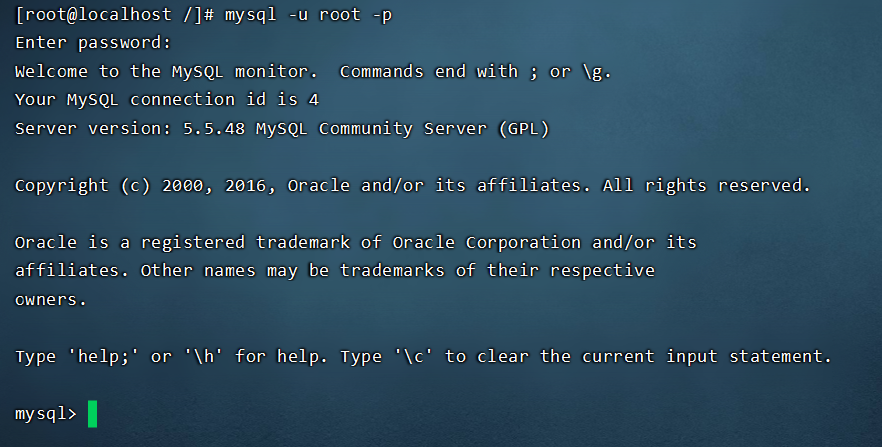 [root@localhost /]# mysql -u root -p
Enter password:
Welcome to the MySQL monitor.  Commands end with ; or \g.
Your MySQL connection id is 4
Server version: 5.5.48 MySQL Community Server (GPL)
Copyright (c) 2000, 2016, Oracle and/or its affiliates. All rights reserved.
Oracle is a registered trademark of Oracle Corporation and/or its
affiliates. Other names may be trademarks of their respective
owners.
Type 'help;' or '\h' for help. Type '\c' to clear the current input statement.
mysql>